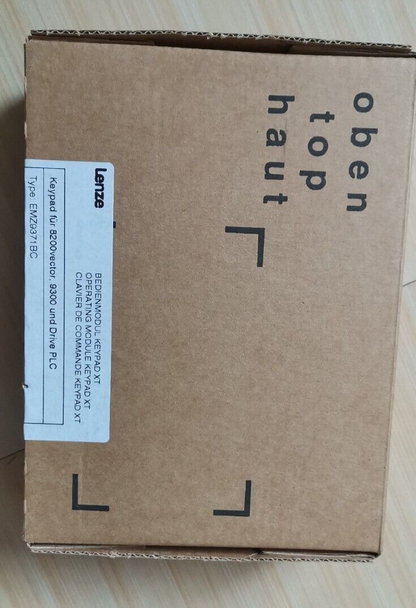 oben
top
haut
Lenze
BEDIENMODUL KEYPAD XT
OPERATING MODULE KEYPAD XT
CLAVIER DE COMMANDE KEYPAD XT
Keypad für 8200vector, 9300 und Drive PLC
Type: EMZ9371BC